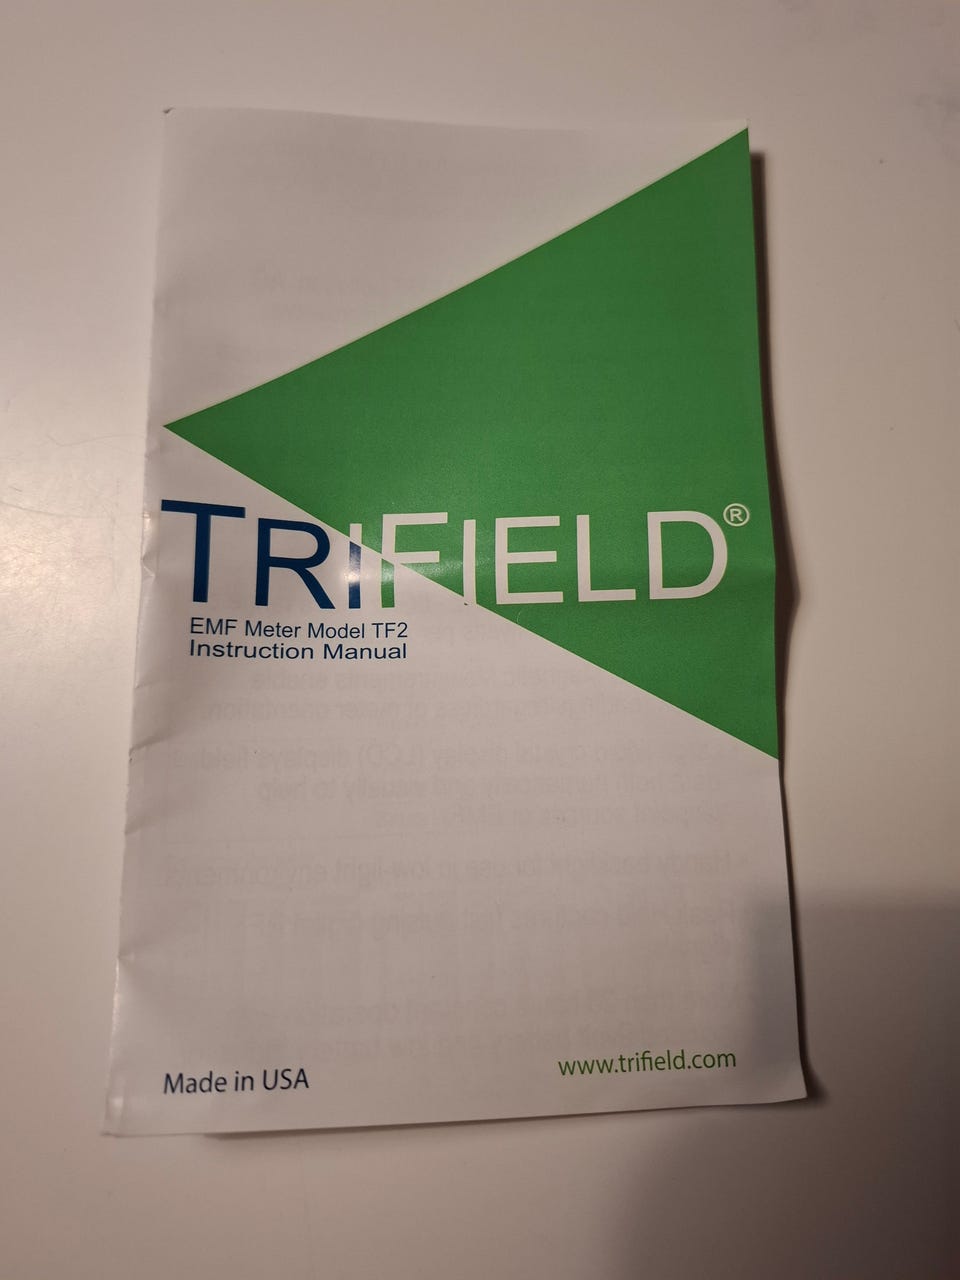 TRIFIELD®
EMF Meter Model TF2
Instruction Manual
Made in USA
www.trifield.com